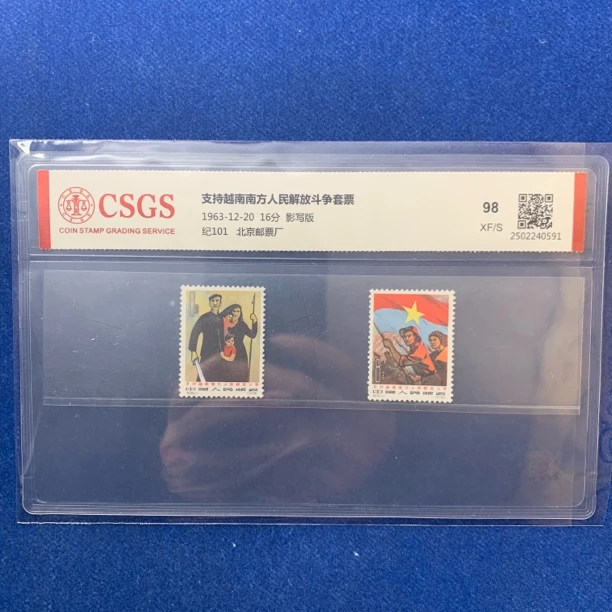 CSGS
COIN STAMP GRADING SERVICE
支持越南南方人民解放斗争套票
1963-12-20 16分 影写版
纪101 北京邮票厂
98
XF/S
2502240591